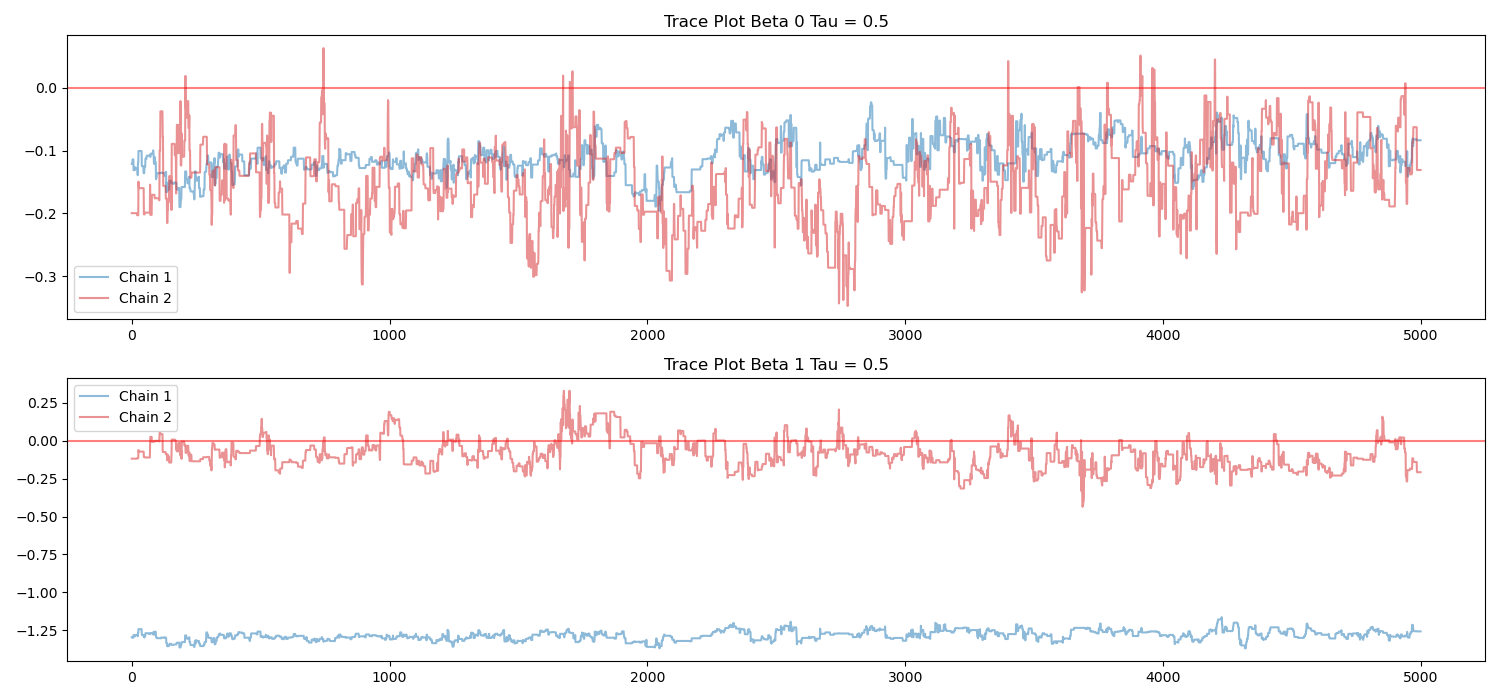 Trace Plot Beta 0 Tau = 0.5
0.0
−0.1
−0.2
−0.3
Chain 1
Chain 2
0 1000 2000 3000 4000 5000
Trace Plot Beta 1 Tau = 0.5
Chain 1
Chain 2
0.25
0.00
−0.25
−0.50
−0.75
−1.00
−1.25
0 1000 2000 3000 4000 5000